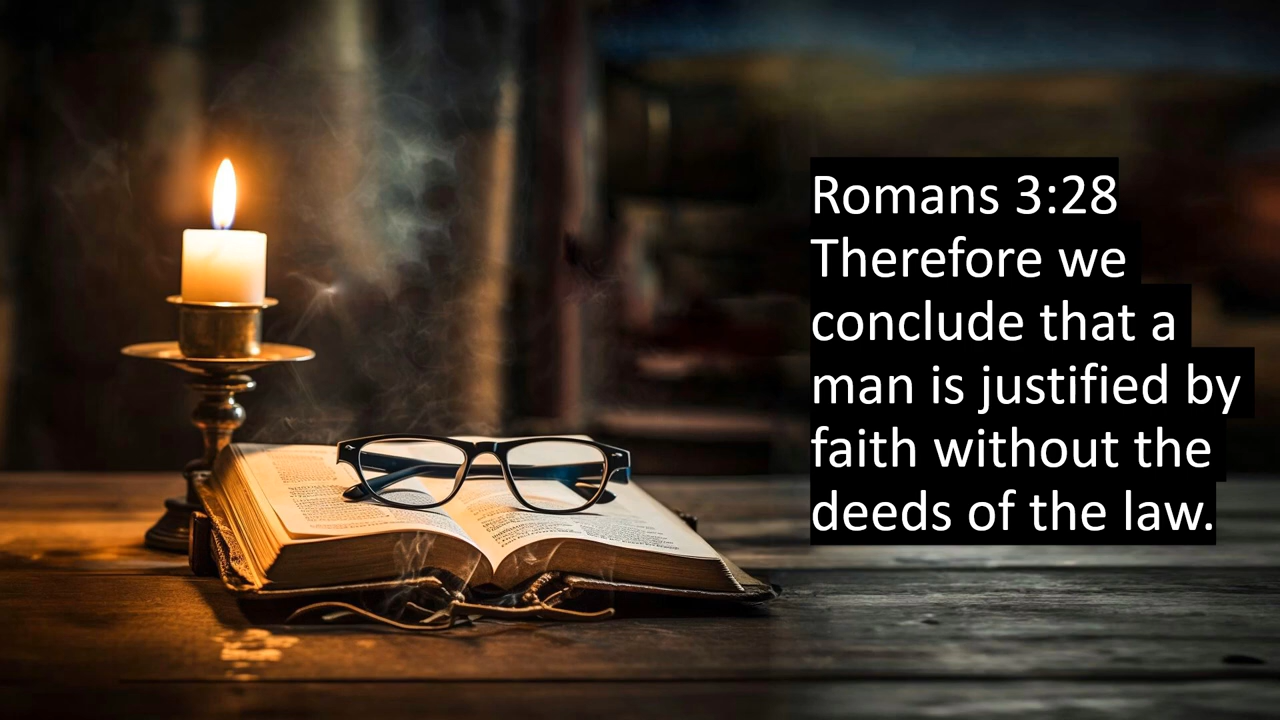 Romans 3:28
Therefore we
conclude that a
man is justified by
faith without the
deeds of the law.